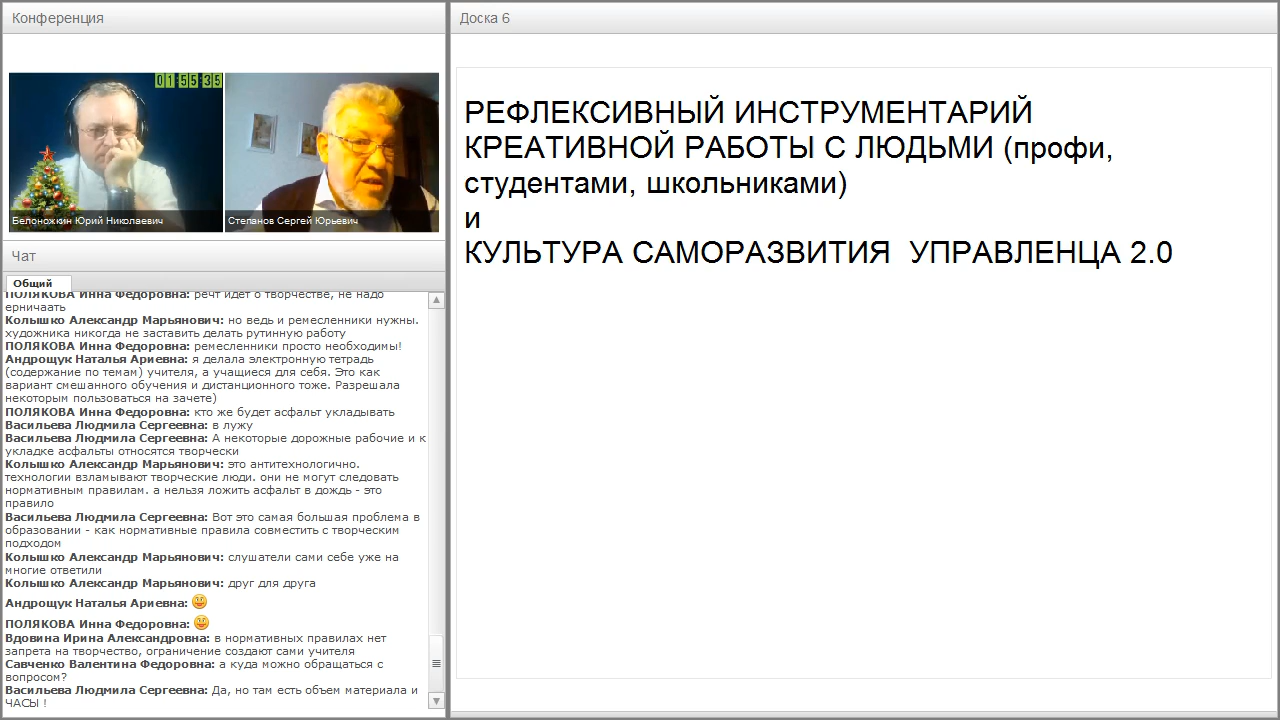 Конференция
01:55:35
Белоножкин Юрий Николаевич
Степанов Сергей Юрьевич
Чат
Общий
ПОЛЯКОВА Инна Федоровна: речт идет о творчестве, не надо
ерничаать
Колышко Александр Марьянович: но ведь и ремесленники нужны.
художника никогда не заставить делать рутинную работу
ПОЛЯКОВА Инна Федоровна: ремесленники просто необходимы!
Андрощук Наталья Ариевна: я делала электронную тетрадь
(содержание по темам) учителя, а учащиеся для себя. Это как
вариант смешанного обучения и дистанционного тоже. Разрешала
некоторым пользоваться на зачете)
ПОЛЯКОВА Инна Федоровна: кто же будет асфальт укладывать
Васильева Людмила Сергеевна: в лужу
Васильева Людмила Сергеевна: А некоторые дорожные рабочие и к
укладке асфальты относятся творчески
Колышко Александр Марьянович: это антитехнологично.
технологии взламывают творческие люди. они не могут следовать
нормативным правилам. а нельзя ложить асфальт в дождь - это
правило
Васильева Людмила Сергеевна: Вот это самая большая проблема в
образовании - как нормативные правила совместить с творческим
подходом
Колышко Александр Марьянович: слушатели сами себе уже на
многие ответили
Колышко Александр Марьянович: друг для друга
Андрощук Наталья Ариевна:
ПОЛЯКОВА Инна Федоровна:
Вдовина Ирина Александровна: в нормативных правилах нет
запрета на творчество, ограничение создают сами учителя
Савченко Валентина Федоровна: а куда можно обращаться с
вопросом?
Васильева Людмила Сергеевна: Да, но там есть объем материала и
ЧАСЫ !
Доска 6
РЕФЛЕКСИВНЫЙ ИНСТРУМЕНТАРИЙ
КРЕАТИВНОЙ РАБОТЫ С ЛЮДЬМИ (профи,
студентами, школьниками)
и
КУЛЬТУРА САМОРАЗВИТИЯ УПРАВЛЕНЦА 2.0